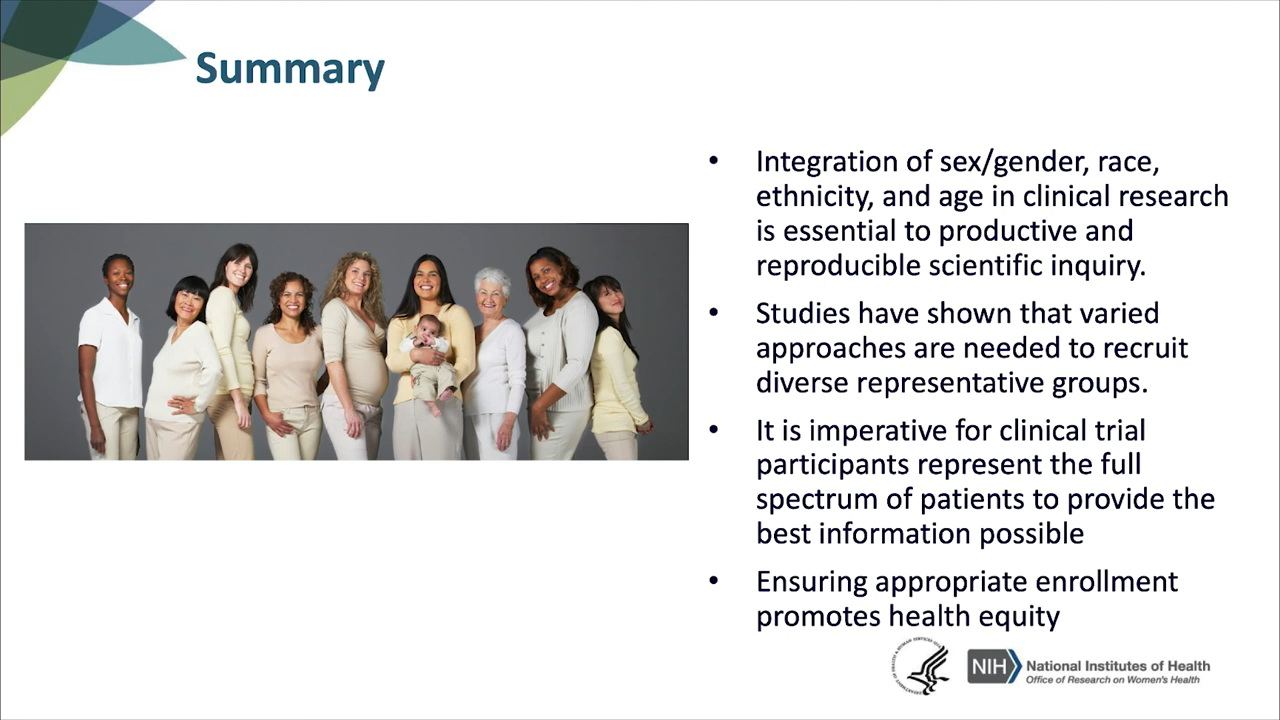 Summary
• Integration of sex/gender, race,
ethnicity, and age in clinical research
is essential to productive and
reproducible scientific inquiry.
• Studies have shown that varied
approaches are needed to recruit
diverse representative groups.
• It is imperative for clinical trial
participants represent the full
spectrum of patients to provide the
best information possible
• Ensuring appropriate enrollment
promotes health equity
NIH National Institutes of Health
Office of Research on Women's Health